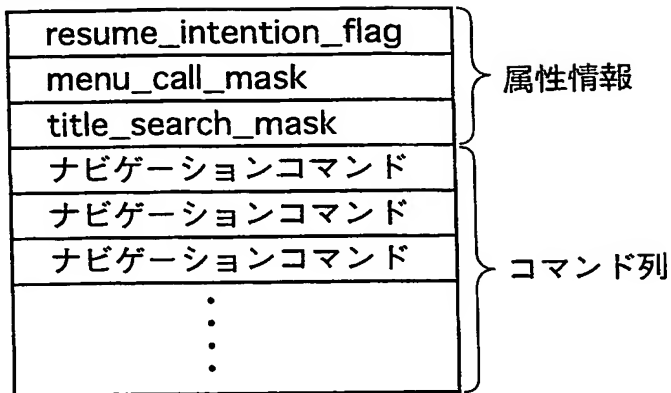 resume_intention_flag
menu_call_mask
title_search_mask
属性情報
ナビゲーションコマンド
ナビゲーションコマンド
ナビゲーションコマンド
コマンド列